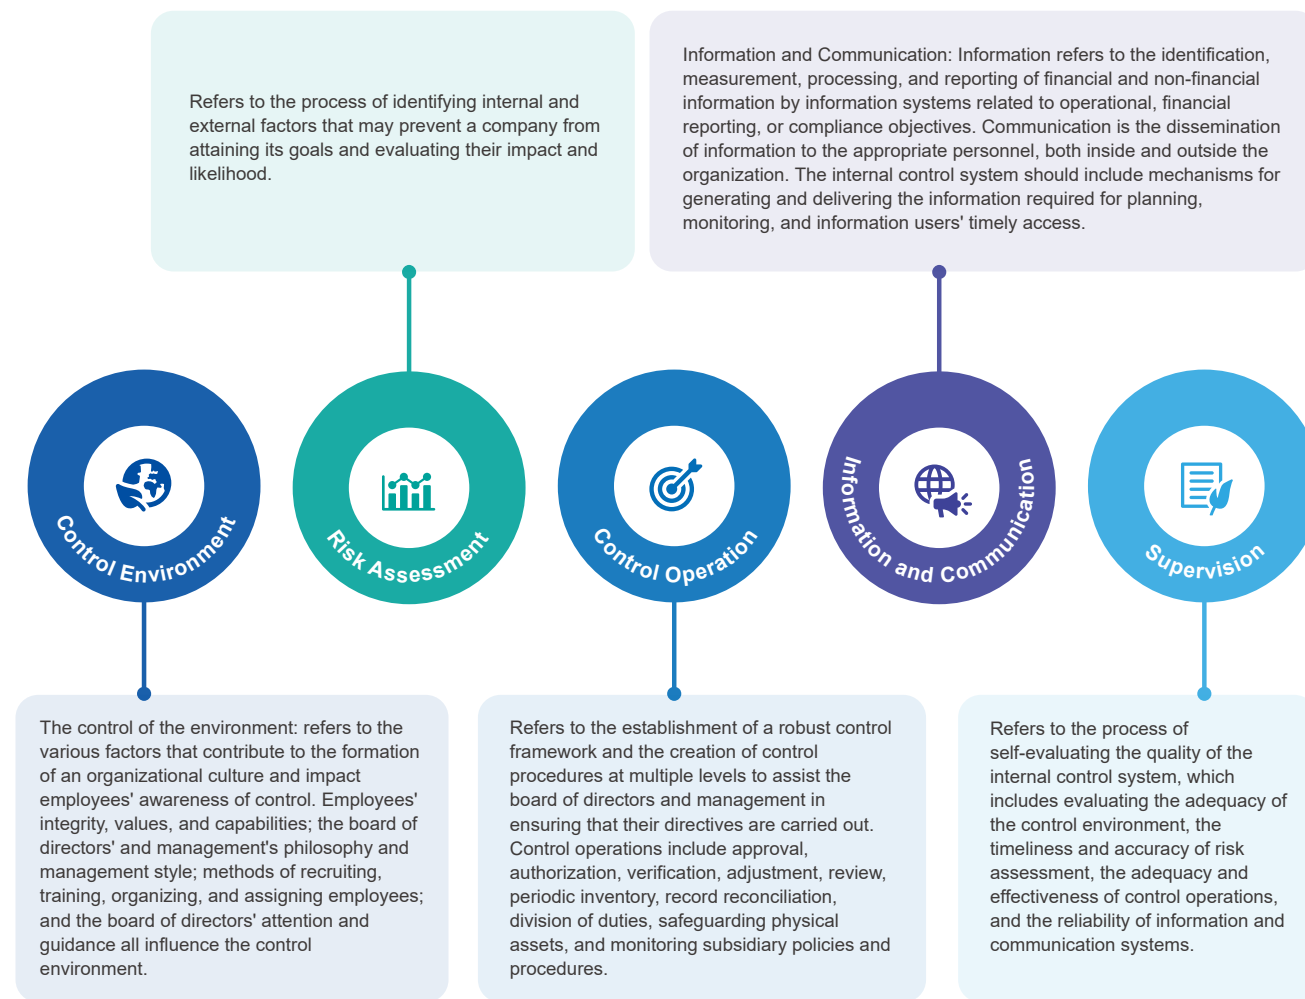 Refers to the process of identifying internal and
external factors that may prevent a company from
attaining its goals and evaluating their impact and
likelihood.
Information and Communication: Information refers to the identification,
measurement, processing, and reporting of financial and non-financial
information by information systems related to operational, financial
reporting, or compliance objectives. Communication is the dissemination
of information to the appropriate personnel, both inside and outside the
organization. The internal control system should include mechanisms for
generating and delivering the information required for planning,
monitoring, and information users' timely access.
Control Environment
Risk Assessment
Control Operation
Information and Communication
Supervision
The control of the environment: refers to the
various factors that contribute to the formation
of an organizational culture and impact
employees' awareness of control. Employees'
integrity, values, and capabilities; the board of
directors' and management's philosophy and
management style; methods of recruiting,
training, organizing, and assigning employees;
and the board of directors' attention and
guidance all influence the control
environment.
Refers to the establishment of a robust control
framework and the creation of control
procedures at multiple levels to assist the
board of directors and management in
ensuring that their directives are carried out.
Control operations include approval,
authorization, verification, adjustment, review,
periodic inventory, record reconciliation,
division of duties, safeguarding physical
assets, and monitoring subsidiary policies and
procedures.
Refers to the process of
self-evaluating the quality of the
internal control system, which
includes evaluating the adequacy of
the control environment, the
timeliness and accuracy of risk
assessment, the adequacy and
effectiveness of control operations,
and the reliability of information and
communication systems.